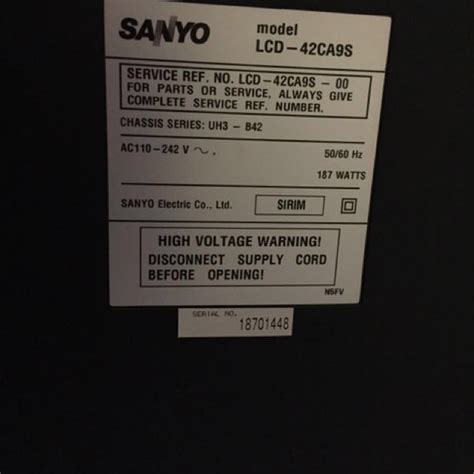 SANYO
model
LCD-42CA9S
SERVICE REF. NO. LCD-42CA9S - 00
FOR PARTS OR SERVICE, ALWAYS GIVE
COMPLETE SERVICE REF. NUMBER.
CHASSIS SERIES: UH3 - B42
AC110-242 V ~. 50/60 Hz
187 WATTS
SANYO Electric Co., Ltd. SIRIM
HIGH VOLTAGE WARNING!
DISCONNECT SUPPLY CORD
BEFORE OPENING!
N5FV
SERIAL NO.
18701448